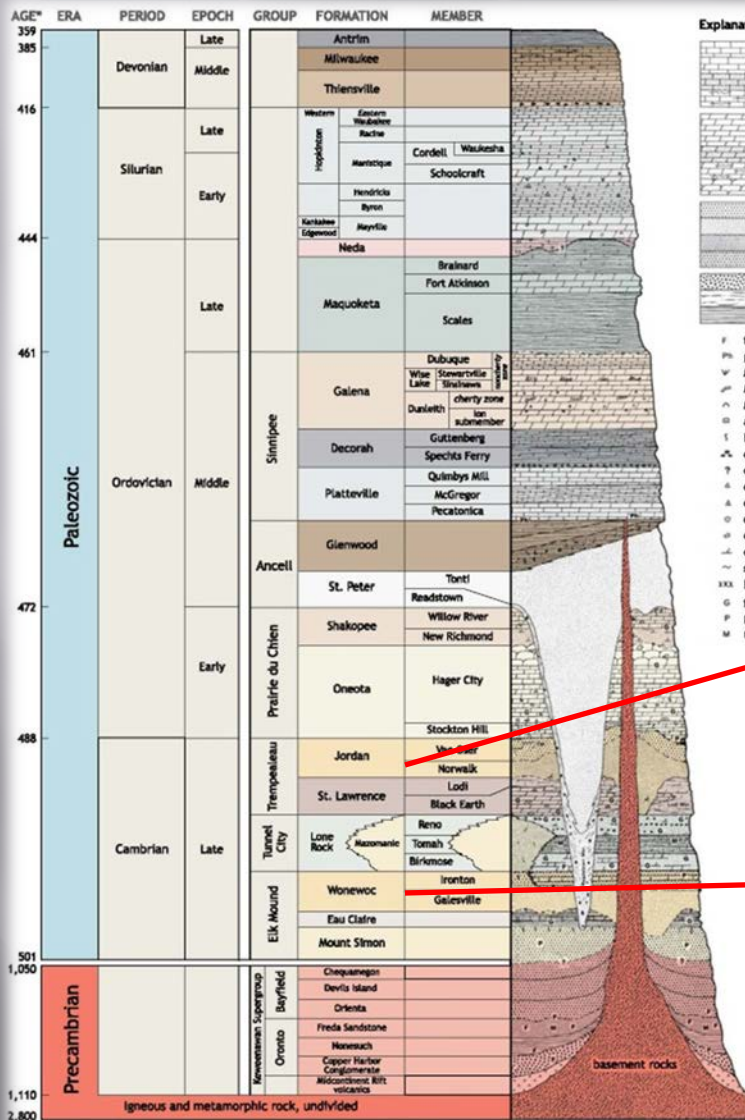 AGE* ERA PERIOD EPOCH GROUP FORMATION MEMBER
359
385
416
444
461
472
488
501
1,050
1,110
2,800
Paleozoic
Precambrian
Devonian
Silurian
Ordovician
Cambrian
Late
Middle
Late
Early
Late
Middle
Early
Late
Sinnipee
Ancell
Prairie du Chien
Trempealeau
Tunnel City
Elk Mound
Keweenawan Supergroup
Bayfield
Oronto
Antrim
Milwaukee
Thiensville
Western
Eastern
Waubakee
Racine
Hopkinton
Manistique
Cordell
Waukesha
Schoolcraft
Hendricks
Byron
Kankakee
Edgewood
Mayville
Neda
Maquoketa
Brainard
Fort Atkinson
Scales
Galena
Dubuque
Wise Lake
Stewartville
Sinsinawa
noncherty zone
Dunleith
cherty zone
Ion submember
Decorah
Guttenberg
Spechts Ferry
Platteville
Quimbys Mill
McGregor
Pecatonica
Glenwood
St. Peter
Tonti
Readstown
Shakopee
Willow River
New Richmond
Oneota
Hager City
Stockton Hill
Jordan
Van Oser
Norwalk
St. Lawrence
Lodi
Black Earth
Lone Rock
Mazomanie
Reno
Tomah
Birkmose
Wonewoc
Ironton
Galesville
Eau Claire
Mount Simon
Chequamegon
Devils Island
Orienta
Freda Sandstone
Nonesuch
Copper Harbor
Conglomerate
Midcontinent Rift
volcanics
Igneous and metamorphic rock, undivided
basement rocks
F
Ph
XXX
G
P
M